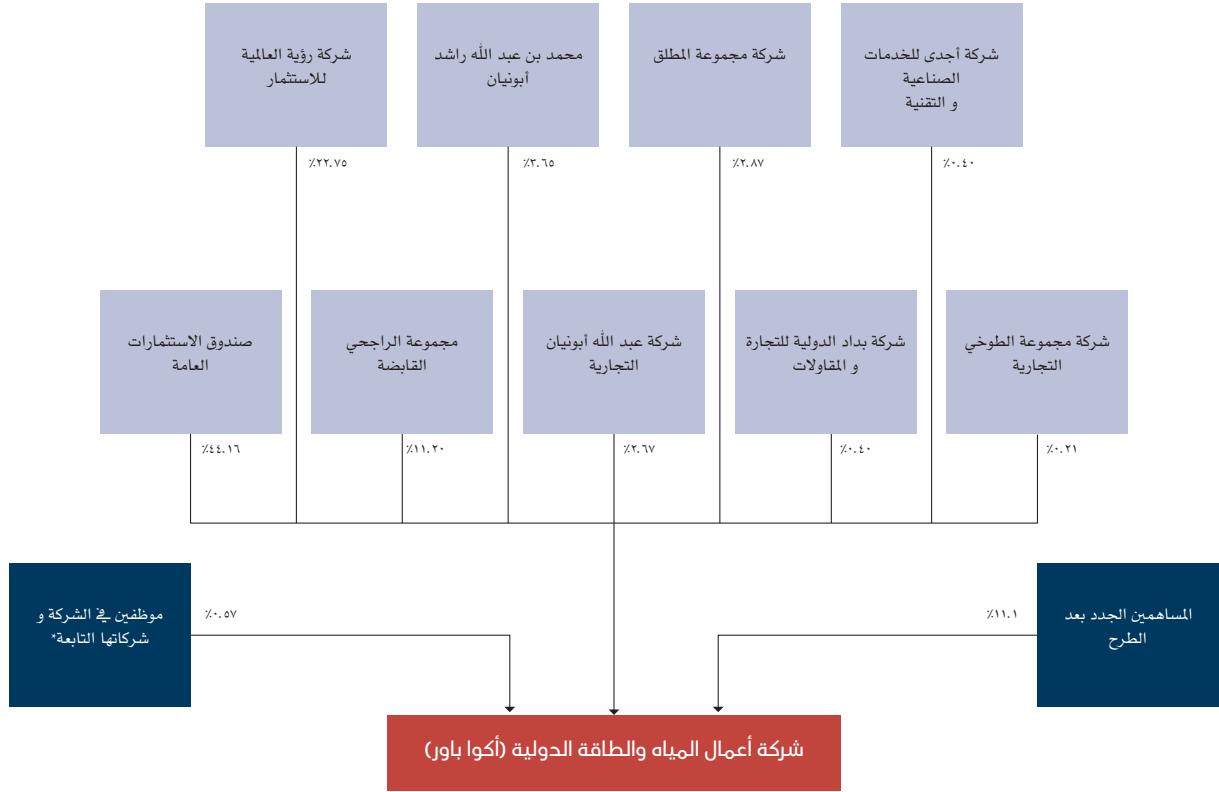 شركة أجدى للخدمات
الصناعية
و التقنية
٪٠.٤٠
شركة مجموعة المطلق
٪٢.٨٧
محمد بن عبد الله راشد
أبونيان
٪٣.٦٥
شركة رؤية العالمية
للاستثمار
٪٢٢.٧٥
شركة مجموعة الطوخي
التجارية
٪٠.٢١
شركة بداد الدولية للتجارة
و المقاولات
٪٠.٤٠
شركة عبد الله أبونيان
التجارية
٪٢.٦٧
مجموعة الراجحي
القابضة
٪١١.٢٠
صندوق الاستثمارات
العامة
٪٤٤.١٦
المساهمين الجدد بعد
الطرح
٪١١.١
موظفين في الشركة و
شركاتها التابعة*
٪٠.٥٧
شركة أعمال المياه والطاقة الدولية (أكوا باور)